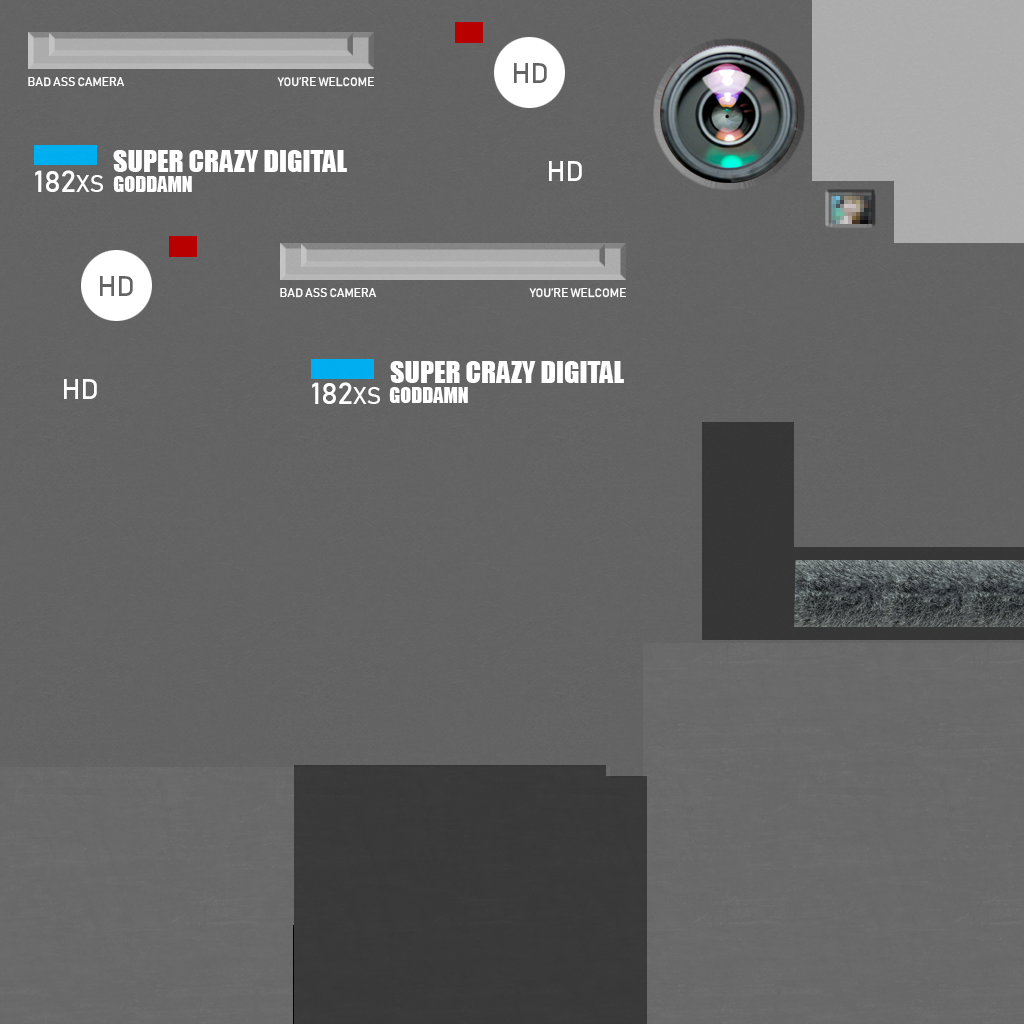 HD
BAD ASS CAMERA
YOU'RE WELCOME
SUPER CRAZY DIGITAL
182XS
GODDAMN
HD
HD
BAD ASS CAMERA
YOU'RE WELCOME
SUPER CRAZY DIGITAL
182XS
GODDAMN
HD